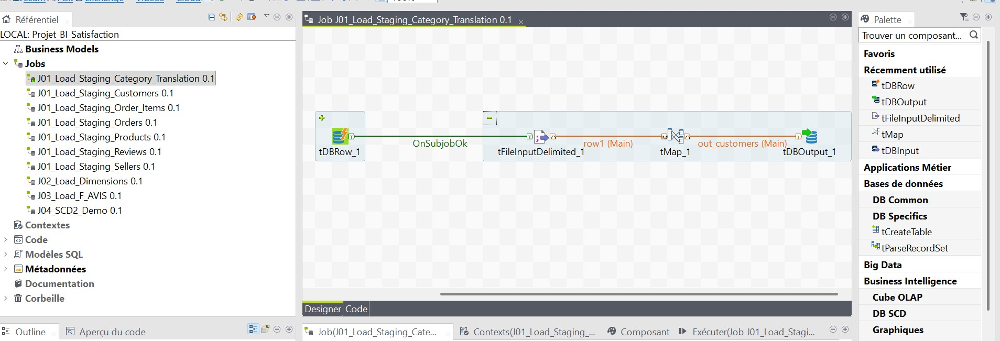 Référentiel
LOCAL: Projet_BI_Satisfaction
Business Models
Jobs
J01_Load_Staging_Category_Translation 0.1
J01_Load_Staging_Customers 0.1
J01_Load_Staging_Order_Items 0.1
J01_Load_Staging_Orders 0.1
J01_Load_Staging_Products 0.1
J01_Load_Staging_Reviews 0.1
J01_Load_Staging_Sellers 0.1
J02_Load_Dimensions 0.1
J03_Load_F_AVIS 0.1
J04_SCD2_Demo 0.1
Contextes
Code
Modèles SQL
Métadonnées
Documentation
Corbeille
Outline
Aperçu du code
Job J01_Load_Staging_Category_Translation 0.1
OnSubjobOk
row1 (Main)
out_customers (Main)
tDBRow_1
tFileInputDelimited_1
tMap_1
tDBOutput_1
Designer
Code
Job(J01_Load_Staging_Cate...
Contexts(J01_Load_Staging_...
Composant
Exécuter(Job J01_Load_Stagi...
Palette
Trouver un composant...
Favoris
Récemment utilisé
tDBRow
tDBOutput
tFileInputDelimited
tMap
tDBInput
Applications Métier
Bases de données
DB Common
DB Specifics
tCreateTable
tParseRecordSet
Big Data
Business Intelligence
Cube OLAP
DB SCD
Graphiques